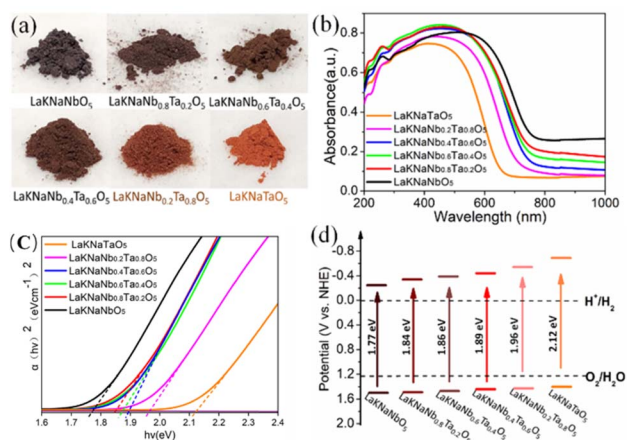 (a)
LaKNaNbO₅ LaKNaNb₀.₈Ta₀.₂O₅ LaKNaNb₀.₆Ta₀.₄O₅
LaKNaNb₀.₄Ta₀.₆O₅ LaKNaNb₀.₂Ta₀.₈O₅ LaKNaTaO₅
(b)
Absorbance(a.u.)
0.8
0.6
0.4
0.2
LaKNaTaO₅
LaKNaNb₀.₂Ta₀.₈O₅
LaKNaNb₀.₄Ta₀.₆O₅
LaKNaNb₀.₆Ta₀.₄O₅
LaKNaNb₀.₈Ta₀.₂O₅
LaKNaNbO₅
200 400 600 800 1000
Wavelength (nm)
(C)
α (hν) ² (eVcm⁻¹) ²
LaKNaTaO₅
LaKNaNb₀.₂Ta₀.₈O₅
LaKNaNb₀.₄Ta₀.₆O₅
LaKNaNb₀.₆Ta₀.₄O₅
LaKNaNb₀.₈Ta₀.₂O₅
LaKNaNbO₅
1.6 1.7 1.8 1.9 2.0 2.1 2.2 2.3 2.4
hv(eV)
(d)
Potential (V vs. NHE)
-0.8
-0.4
0.0
0.4
0.8
1.2
1.6
2.0
H⁺/H₂
O₂/H₂O
1.77 eV
1.84 eV
1.86 eV
1.89 eV
1.96 eV
2.12 eV
LaKNaNbO₅
LaKNaNb₀.₈Ta₀.₂O₅
LaKNaNb₀.₆Ta₀.₄O₅
LaKNaNb₀.₄Ta₀.₆O₅
LaKNaNb₀.₂Ta₀.₈O₅
LaKNaTaO₅